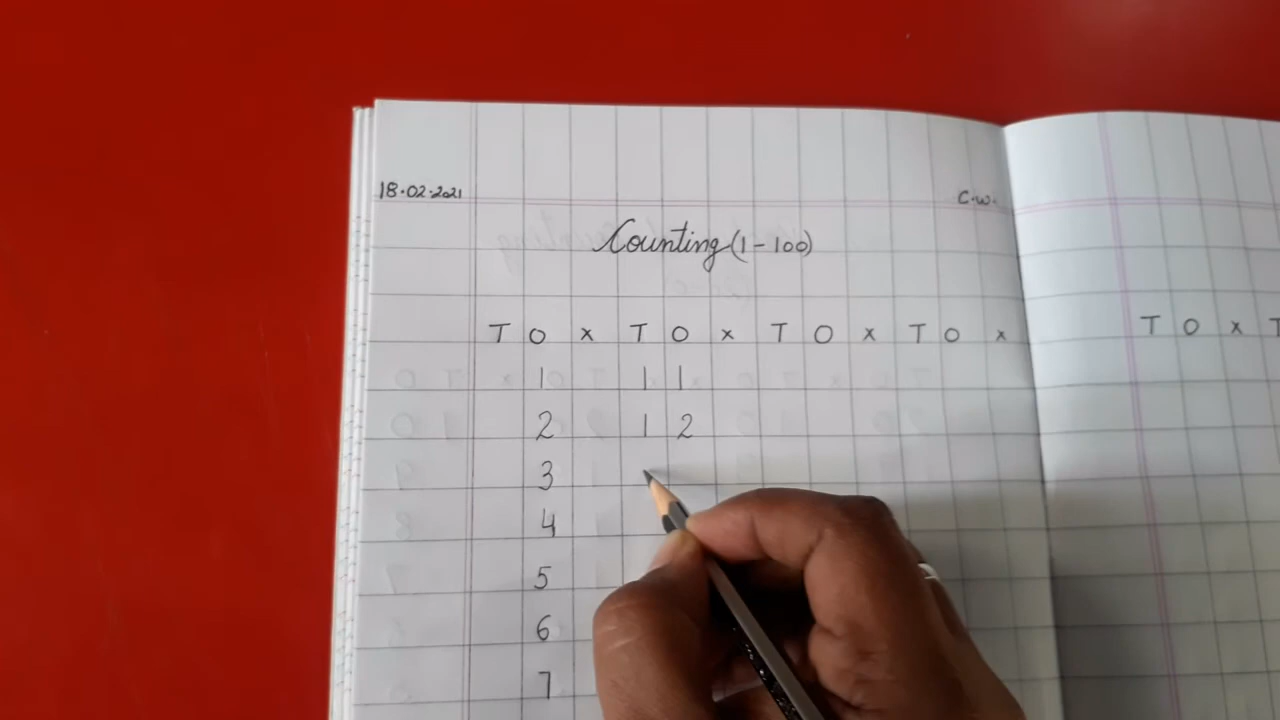 18.02.2021 C.W.
Counting (1-100)
T O x T O x T O x T O x T O x T
1 1 1
2 1 2
3
4
5
6
7